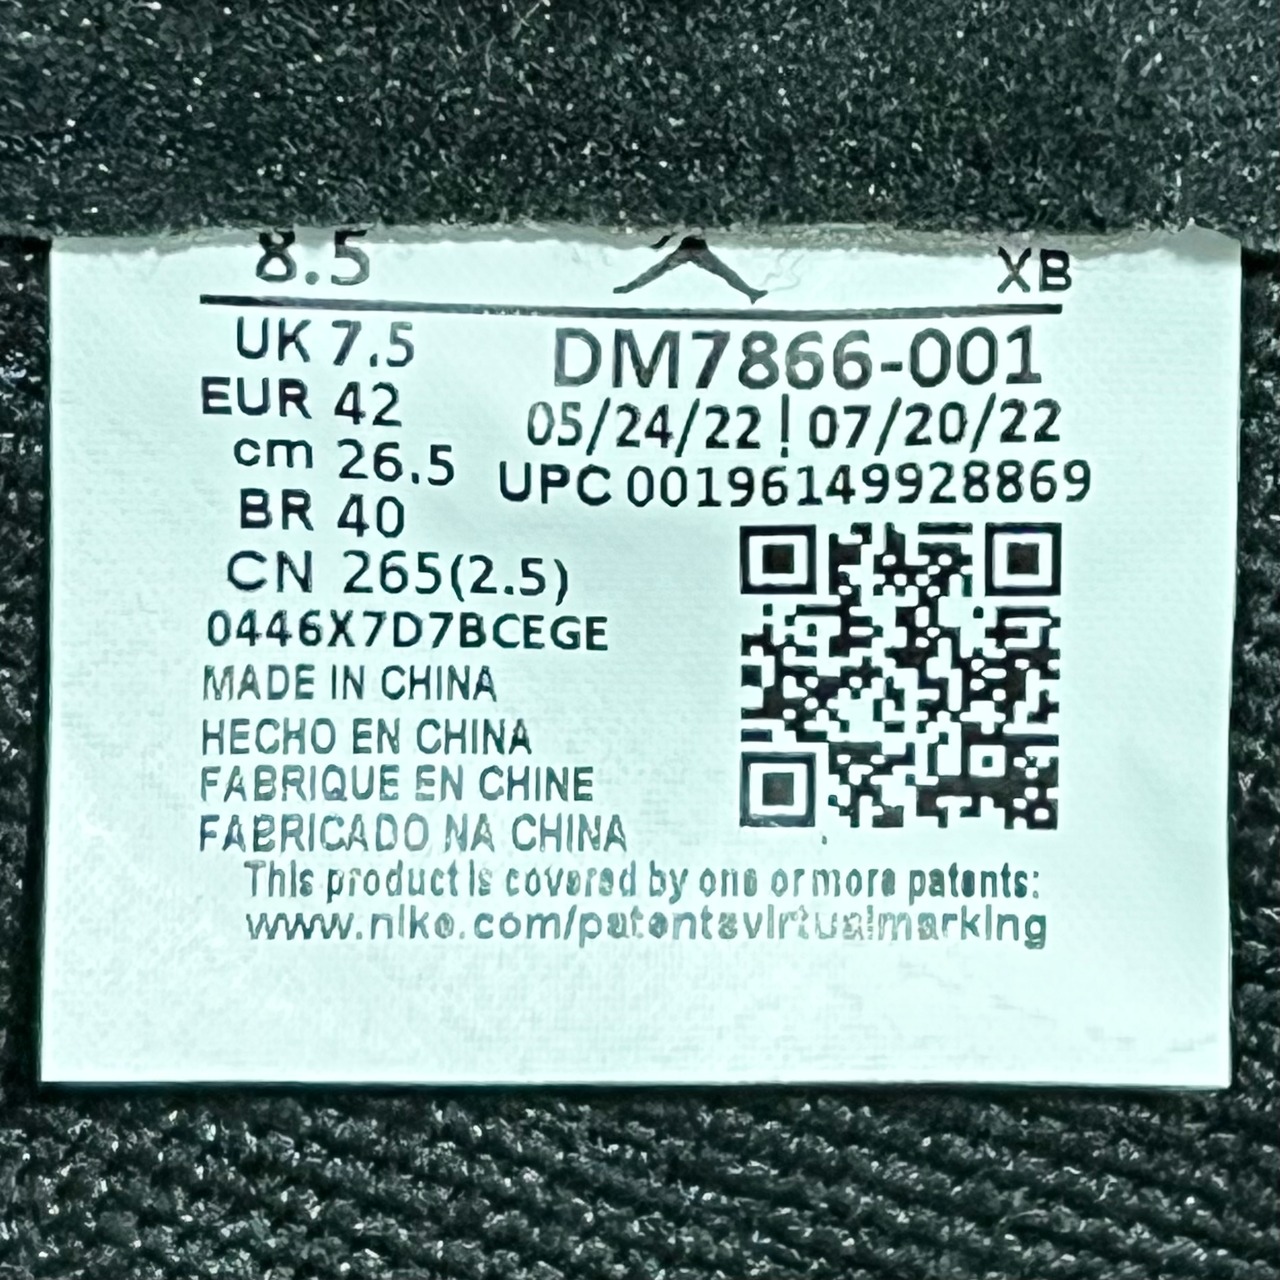 8.5 XB
UK 7.5 DM7866-001
EUR 42 05/24/22 | 07/20/22
cm 26.5 UPC 00196149928869
BR 40
CN 265(2.5)
0446X7D7BCEGE
MADE IN CHINA
HECHO EN CHINA
FABRIQUE EN CHINE
FABRICADO NA CHINA
This product is covered by one or more patents:
www.nike.com/patentsvirtualmarking